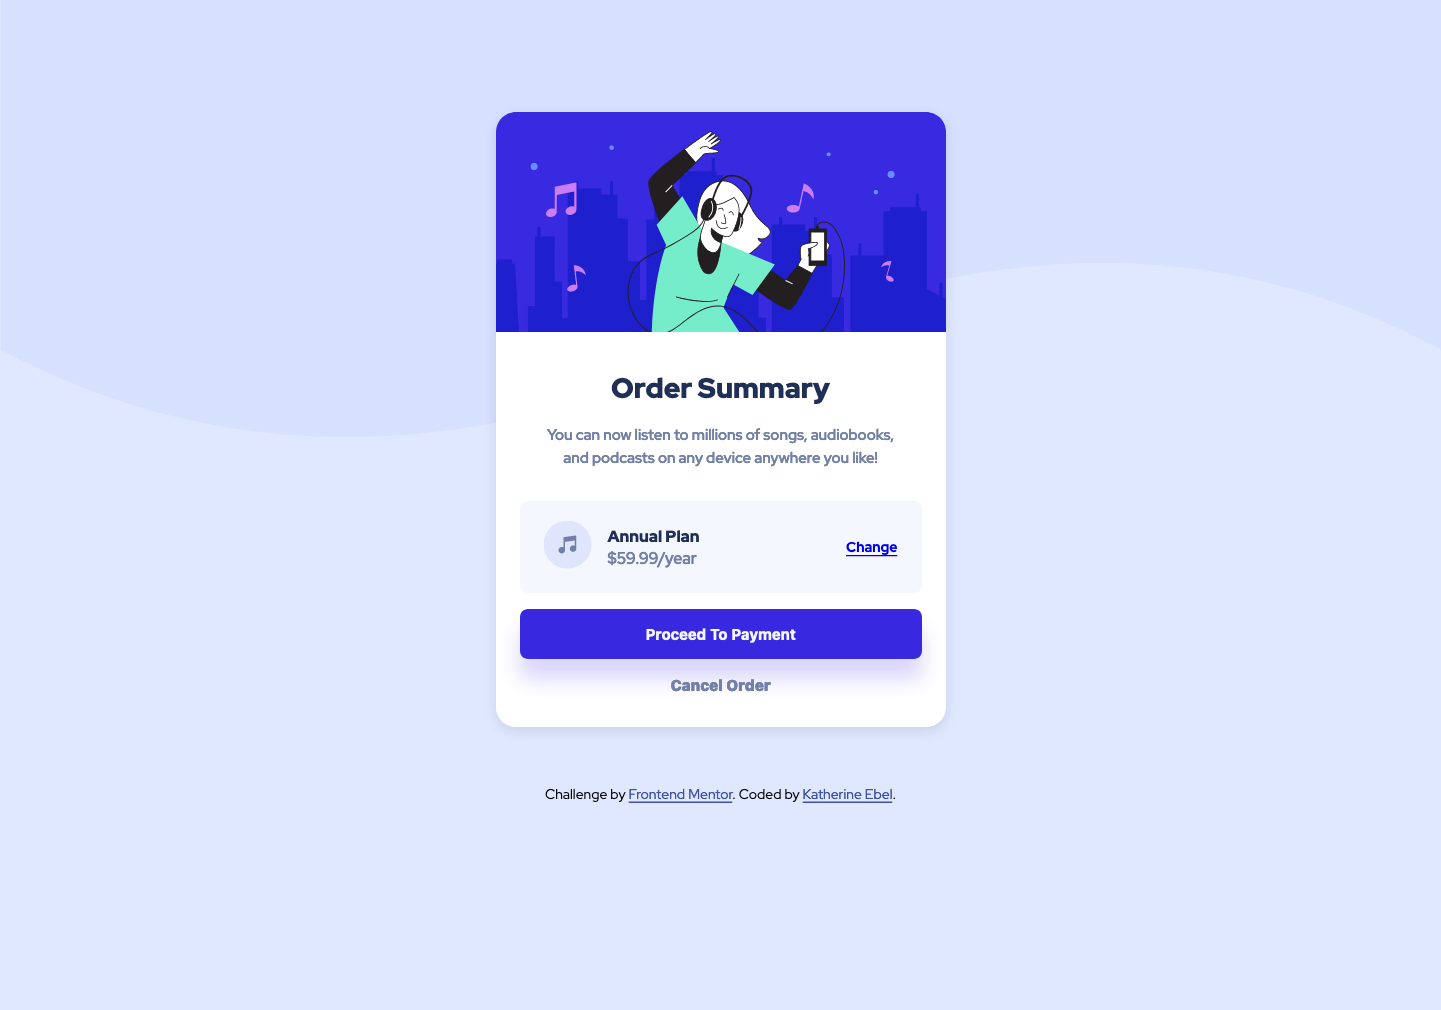 Order Summary
You can now listen to millions of songs, audiobooks,
and podcasts on any device anywhere you like!
Annual Plan
$59.99/year
Change
Proceed To Payment
Cancel Order
Challenge by Frontend Mentor. Coded by Katherine Ebel.